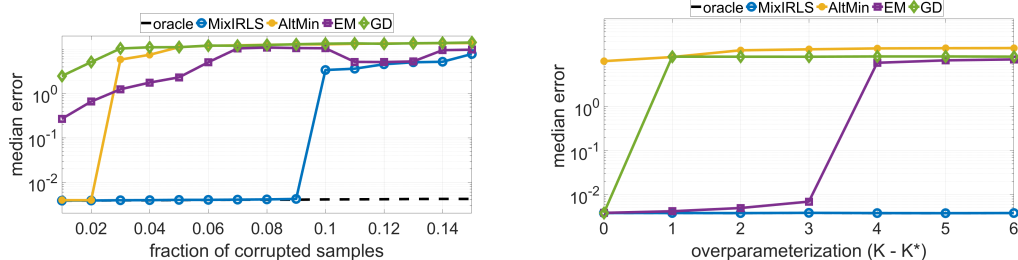 oracle MixIRLS AltMin EM GD
median error
10^0
10^-1
10^-2
0.02 0.04 0.06 0.08 0.1 0.12 0.14
fraction of corrupted samples
oracle MixIRLS AltMin EM GD
median error
10^0
10^-2
0 1 2 3 4 5 6
overparameterization (K - K*)